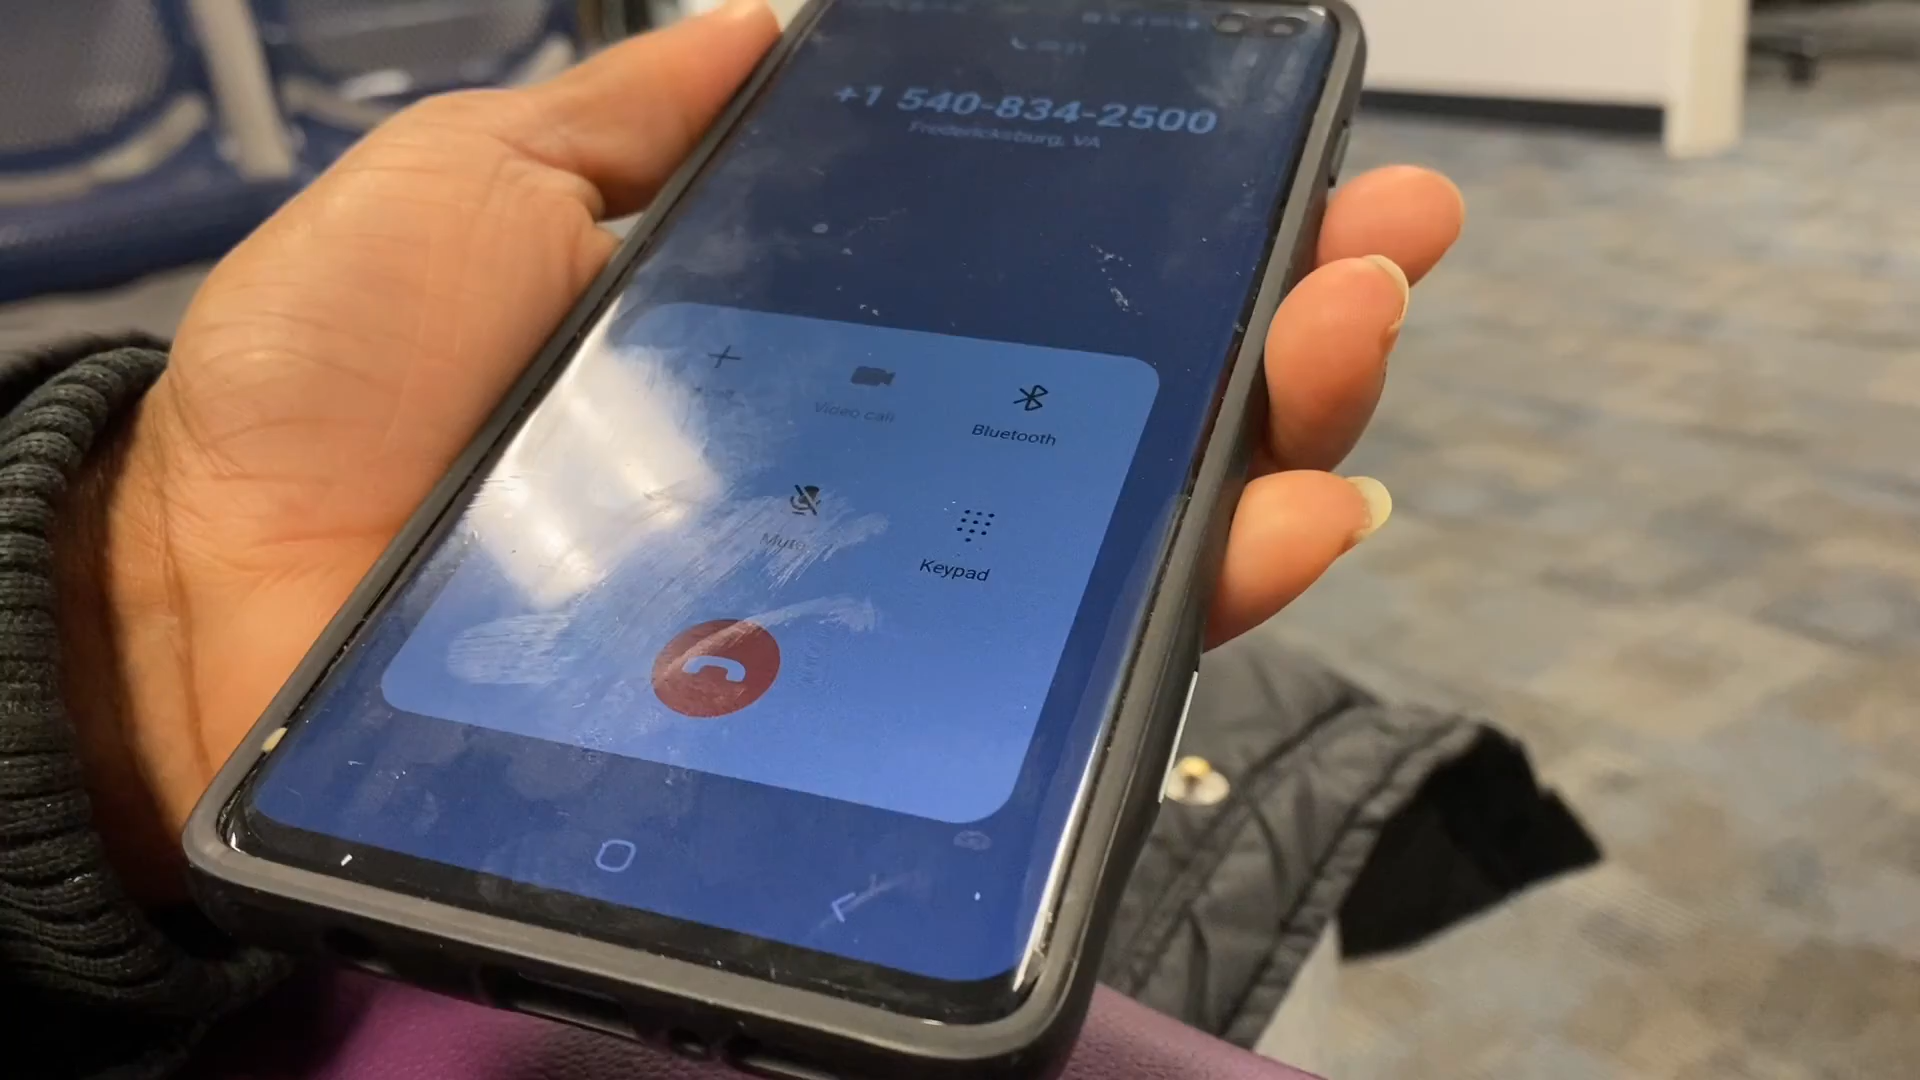 +1 540-834-2500
Fredericksburg, VA
Video call
Bluetooth
Mute
Keypad